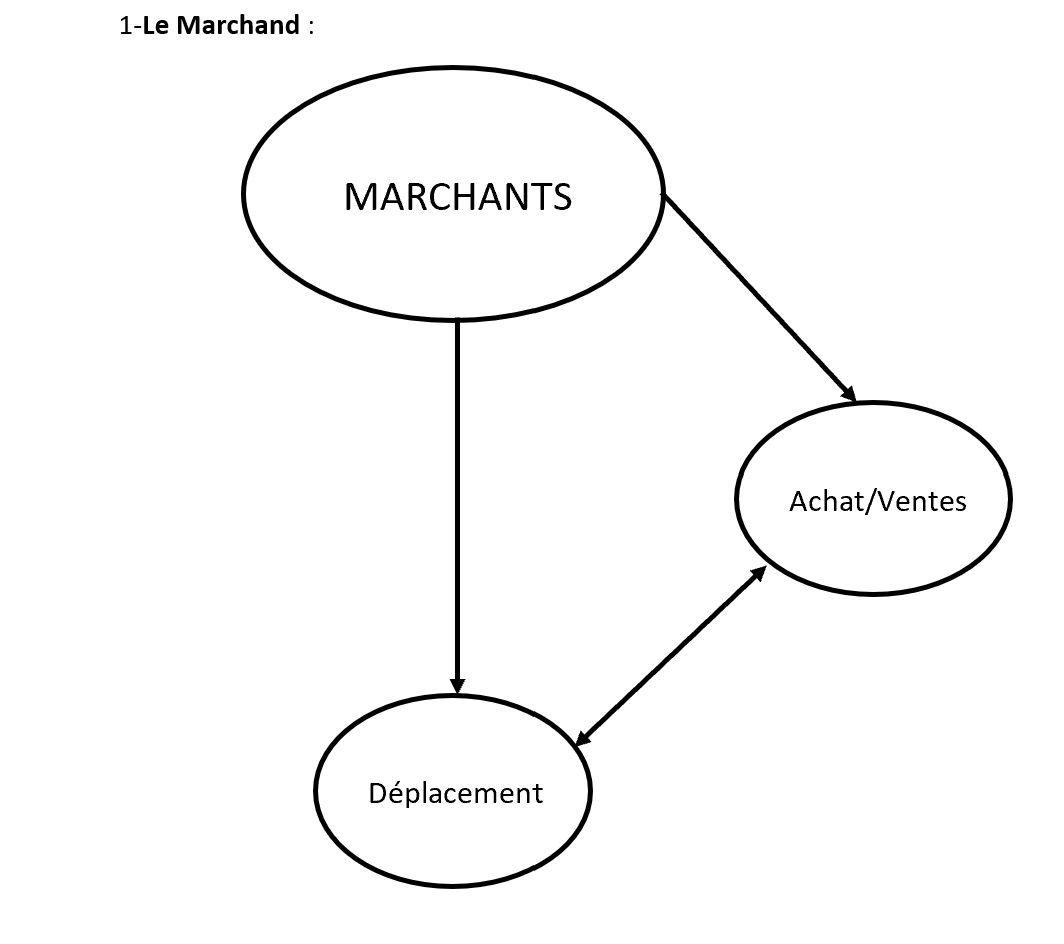 1-Le Marchand :
MARCHANTS
Achat/Ventes
Déplacement